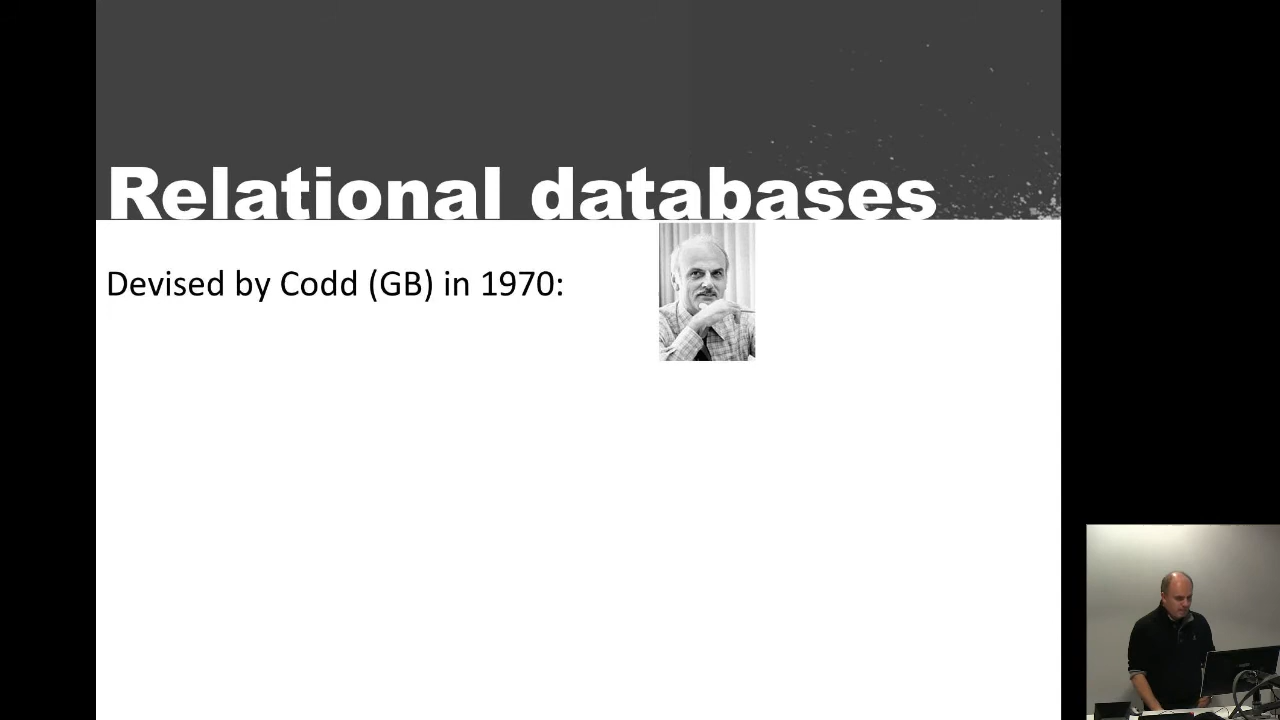 Relational databases
Devised by Codd (GB) in 1970: